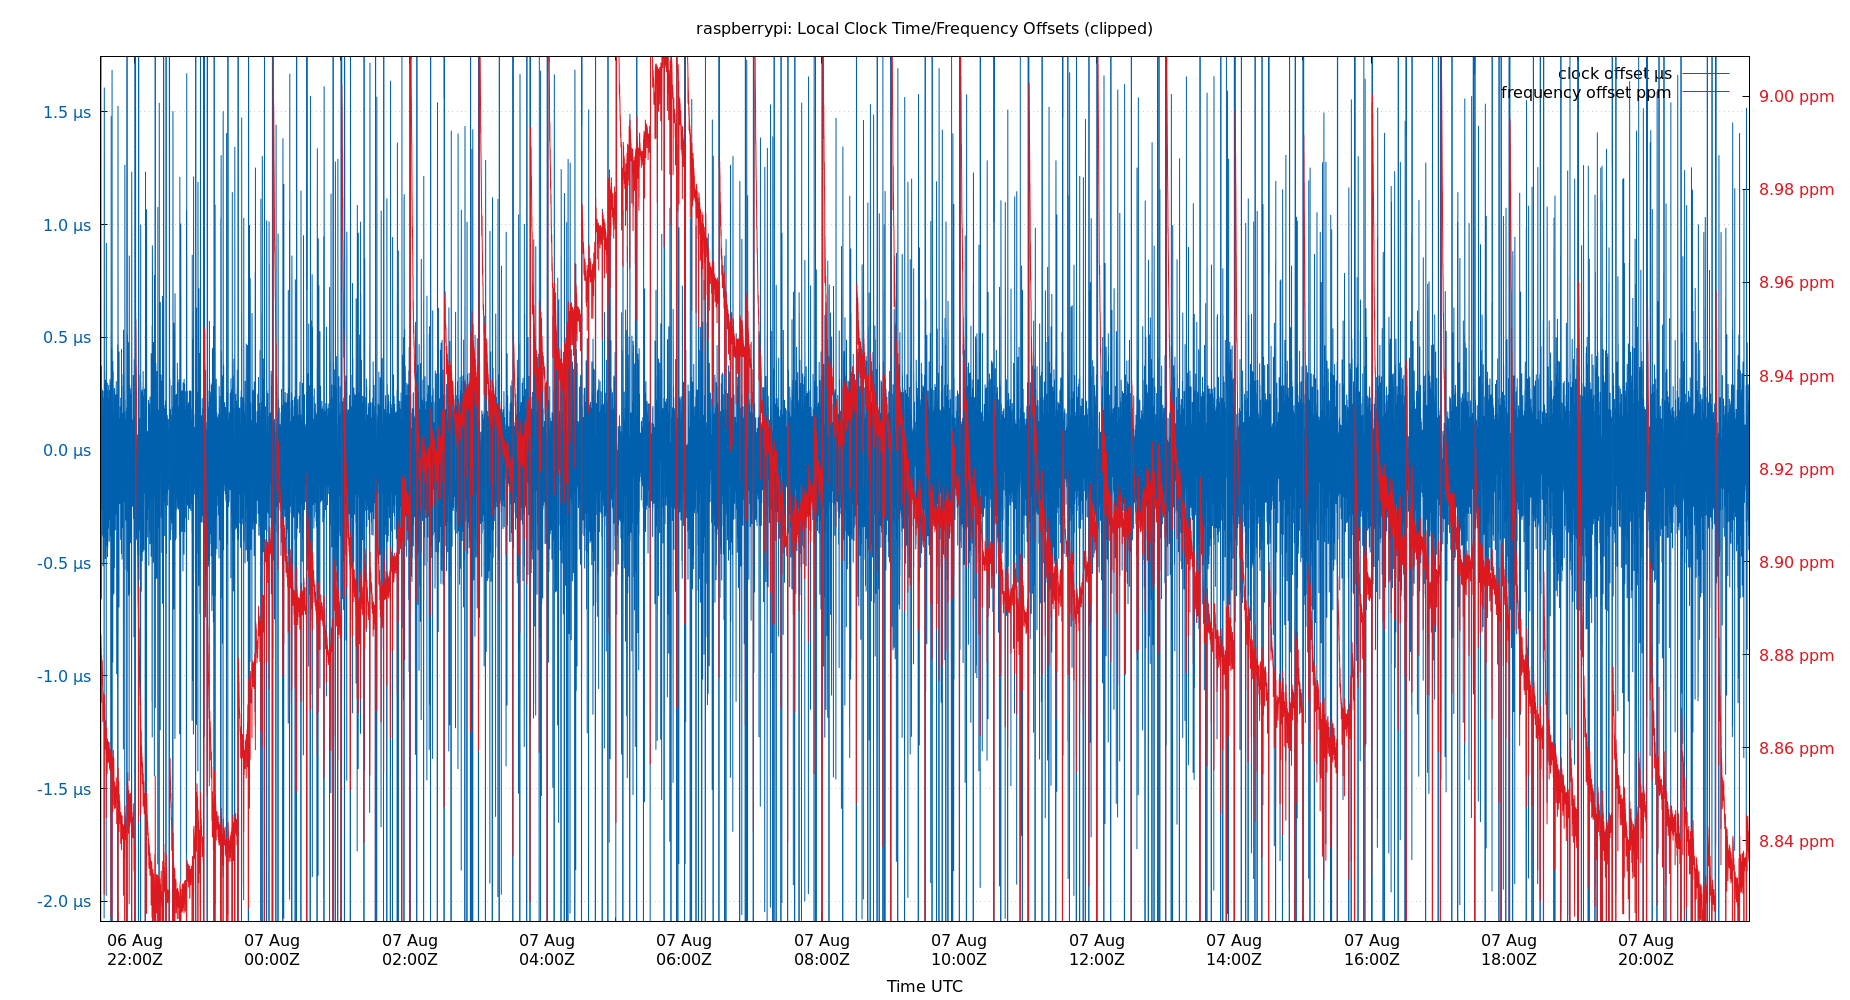 raspberrypi: Local Clock Time/Frequency Offsets (clipped)
clock offset µs
frequency offset ppm
1.5 µs
1.0 µs
0.5 µs
0.0 µs
-0.5 µs
-1.0 µs
-1.5 µs
-2.0 µs
9.00 ppm
8.98 ppm
8.96 ppm
8.94 ppm
8.92 ppm
8.90 ppm
8.88 ppm
8.86 ppm
8.84 ppm
06 Aug 07 Aug 07 Aug 07 Aug 07 Aug 07 Aug 07 Aug 07 Aug 07 Aug 07 Aug 07 Aug 07 Aug
22:00Z 00:00Z 02:00Z 04:00Z 06:00Z 08:00Z 10:00Z 12:00Z 14:00Z 16:00Z 18:00Z 20:00Z
Time UTC